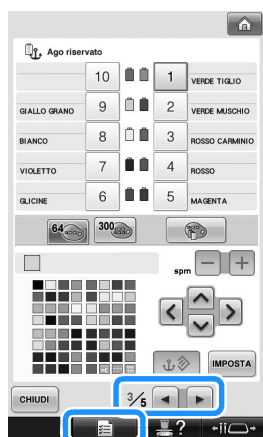 Ago riservato
10 1 VERDE TIGLIO
GIALLO GRANO 9 2 VERDE MUSCHIO
BIANCO 8 3 ROSSO CARMINIO
VIOLETTO 7 4 ROSSO
GLICINE 6 5 MAGENTA
64 300
spm - +
IMPOSTA
CHIUDI 3/5
?